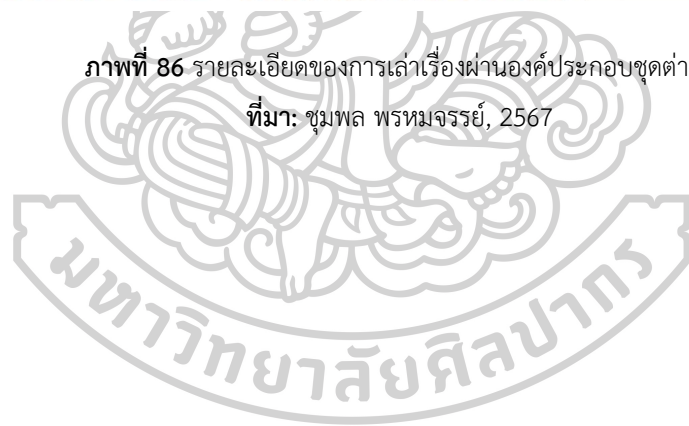 ภาพที่ 86 รายละเอียดของการเล่าเรื่องผ่านองค์ประกอบชุดต่า
ที่มา: ชุมพล พรหมจรรย์, 2567
มหาวิทยาลัยศิลปากร